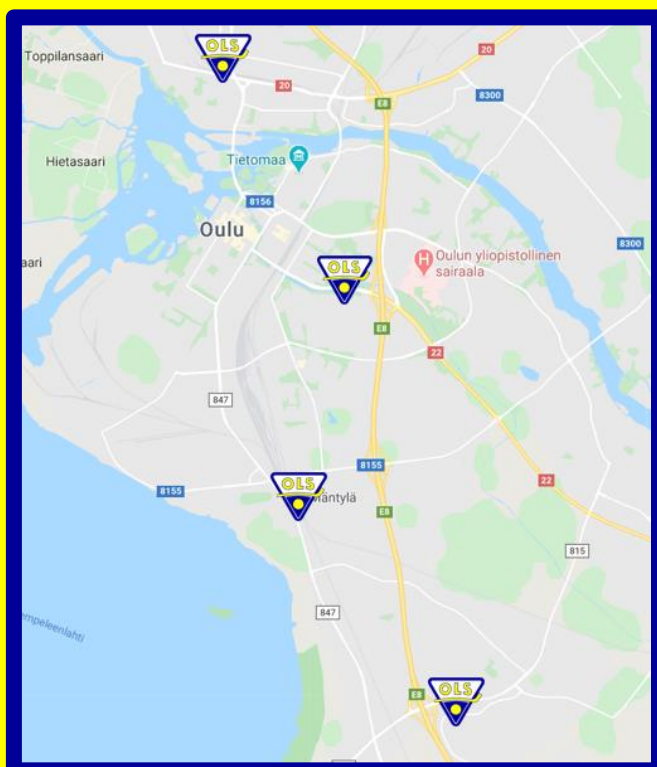 OLS
Toppilansaari
20
20
E8
8300
Hietasaari
Tietomaa
8156
Oulu
8300
OLS
Oulun yliopistollinen
sairaala
E8
22
847
8155
OLS
8155
22
E8
815
847
OLS
E8